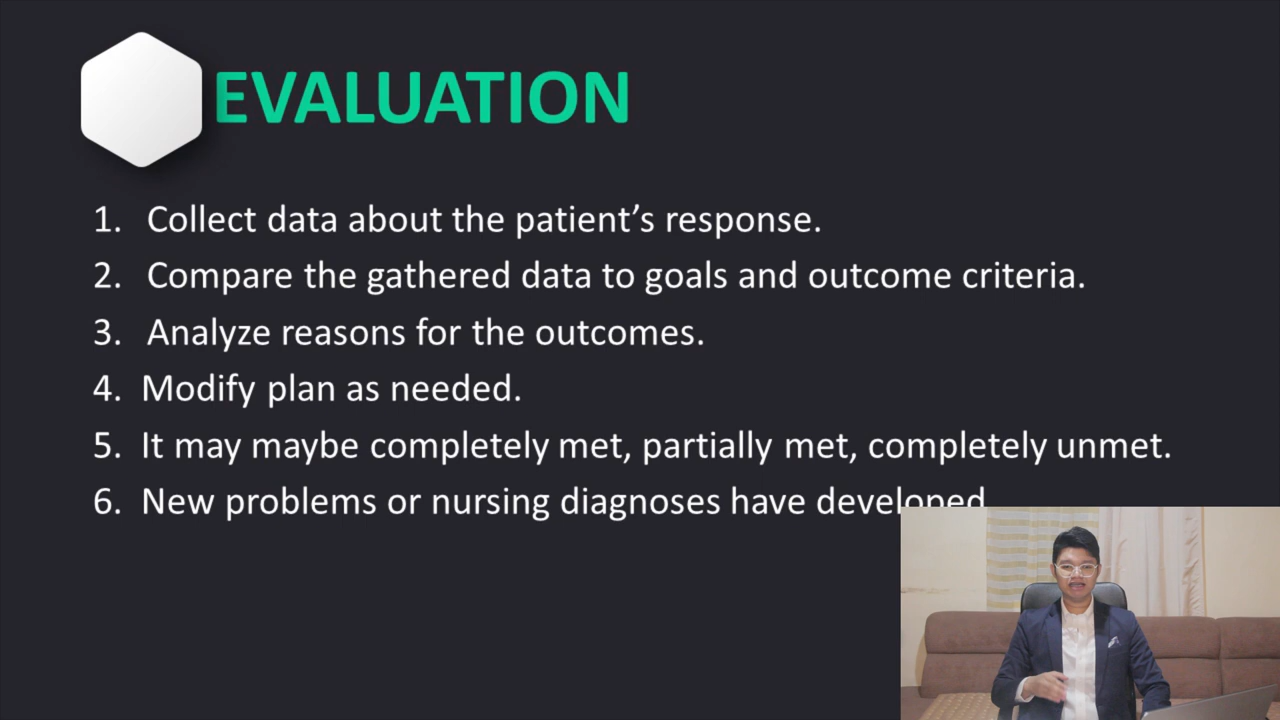 EVALUATION
1. Collect data about the patient's response.
2. Compare the gathered data to goals and outcome criteria.
3. Analyze reasons for the outcomes.
4. Modify plan as needed.
5. It may maybe completely met, partially met, completely unmet.
6. New problems or nursing diagnoses have developed